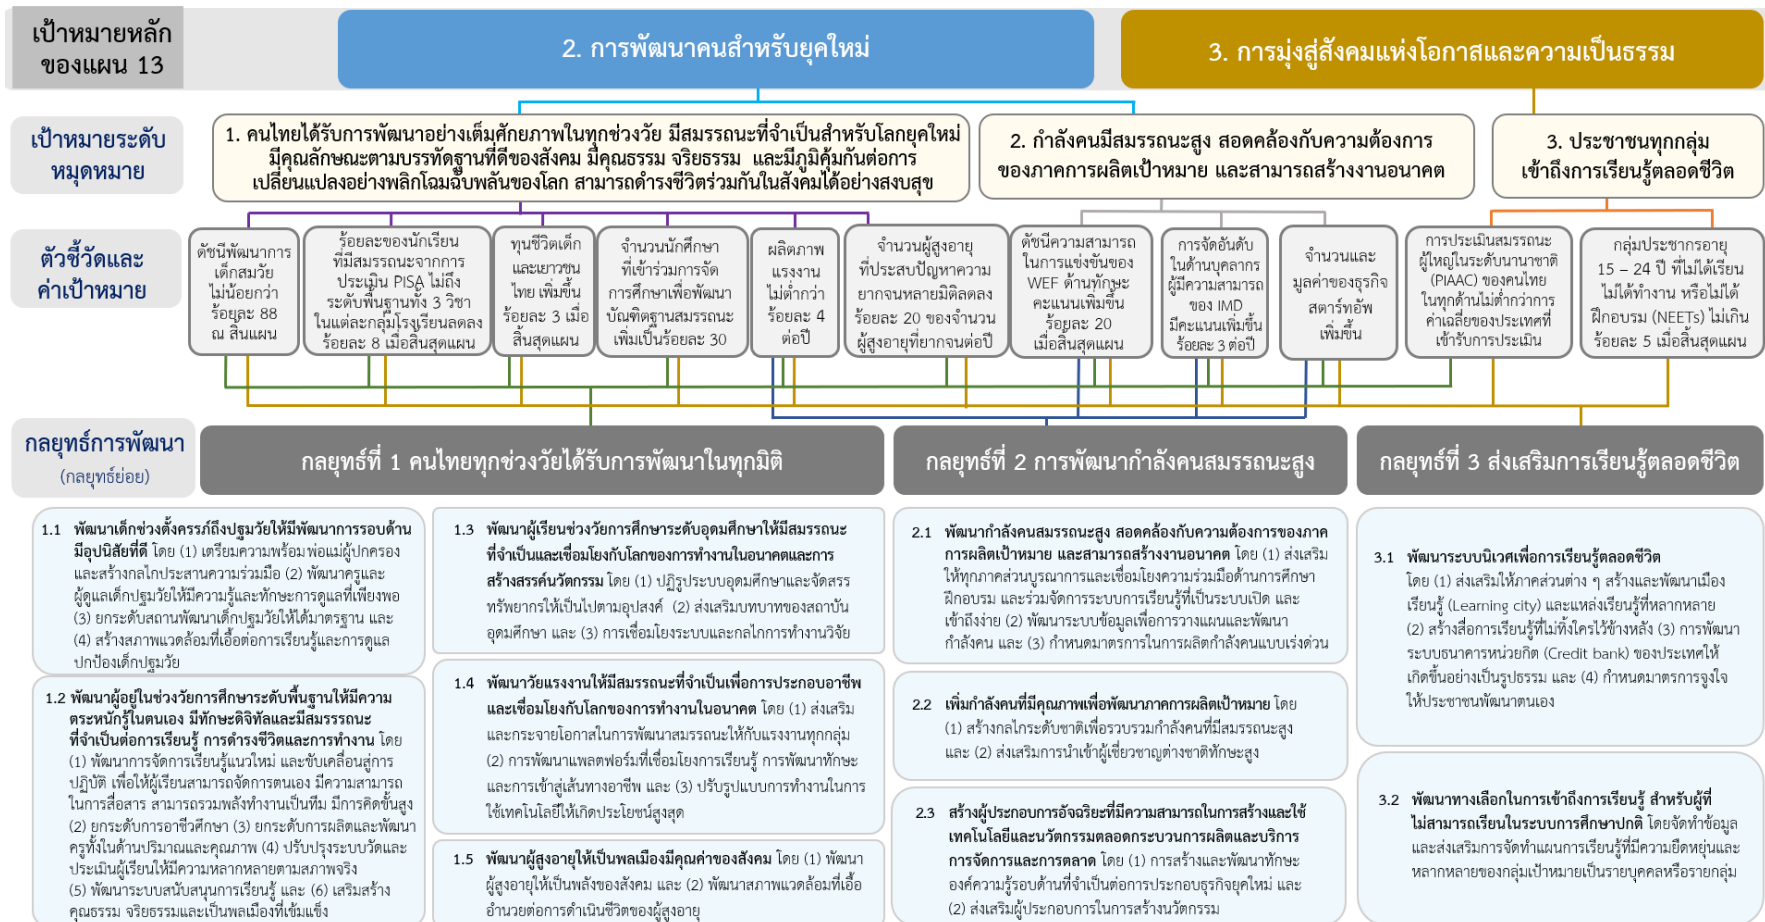 เป้าหมายหลัก
ของแผน 13
2. การพัฒนาคนสำหรับยุคใหม่
3. การมุ่งสู่สังคมแห่งโอกาสและความเป็นธรรม
เป้าหมายระดับ
หมุดหมาย
1. คนไทยได้รับการพัฒนาอย่างเต็มศักยภาพในทุกช่วงวัย มีสมรรถนะที่จำเป็นสำหรับโลกยุคใหม่
มีคุณลักษณะตามบรรทัดฐานที่ดีของสังคม มีคุณธรรม จริยธรรม และมีภูมิคุ้มกันต่อการ
เปลี่ยนแปลงอย่างพลิกโฉมฉับพลันของโลก สามารถดำรงชีวิตร่วมกันในสังคมได้อย่างสงบสุข
2. กำลังคนมีสมรรถนะสูง สอดคล้องกับความต้องการ
ของภาคการผลิตเป้าหมาย และสามารถสร้างงานอนาคต
3. ประชาชนทุกกลุ่ม
เข้าถึงการเรียนรู้ตลอดชีวิต
ตัวชี้วัดและ
ค่าเป้าหมาย
ดัชนีพัฒนาการ
เด็กสมวัย
ไม่น้อยกว่า
ร้อยละ 88
ณ สิ้นแผน
ร้อยละของนักเรียน
ที่มีสมรรถนะจากการ
ประเมิน PISA ไม่ถึง
ระดับพื้นฐานทั้ง 3 วิชา
ในแต่ละกลุ่มโรงเรียนลดลง
ร้อยละ 8 เมื่อสิ้นสุดแผน
ทุนชีวิตเด็ก
และเยาวชน
ไทย เพิ่มขึ้น
ร้อยละ 3 เมื่อ
สิ้นสุดแผน
จำนวนนักศึกษา
ที่เข้าร่วมการจัด
การศึกษาเพื่อพัฒนา
บัณฑิตฐานสมรรถนะ
เพิ่มเป็นร้อยละ 30
ผลิตภาพ
แรงงาน
ไม่ต่ำกว่า
ร้อยละ 4
ต่อปี
จำนวนผู้สูงอายุ
ที่ประสบปัญหาความ
ยากจนหลายมิติลดลง
ร้อยละ 20 ของจำนวน
ผู้สูงอายุที่ยากจนต่อปี
ดัชนีความสามารถ
ในการแข่งขันของ
WEF ด้านทักษะ
คะแนนเพิ่มขึ้น
ร้อยละ 20
เมื่อสิ้นสุดแผน
การจัดอันดับ
ในด้านบุคลากร
ผู้มีความสามารถ
ของ IMD
มีคะแนนเพิ่มขึ้น
ร้อยละ 3 ต่อปี
จำนวนและ
มูลค่าของธุรกิจ
สตาร์ทอัพ
เพิ่มขึ้น
การประเมินสมรรถนะ
ผู้ใหญ่ในระดับนานาชาติ
(PIAAC) ของคนไทย
ในทุกด้านไม่ต่ำกว่าการ
ค่าเฉลี่ยของประเทศที่
เข้ารับการประเมิน
กลุ่มประชากรอายุ
15 – 24 ปี ที่ไม่ได้เรียน
ไม่ได้ทำงาน หรือไม่ได้
ฝึกอบรม (NEETs) ไม่เกิน
ร้อยละ 5 เมื่อสิ้นสุดแผน
กลยุทธ์การพัฒนา
(กลยุทธ์ย่อย)
กลยุทธ์ที่ 1 คนไทยทุกช่วงวัยได้รับการพัฒนาในทุกมิติ
กลยุทธ์ที่ 2 การพัฒนากำลังคนสมรรถนะสูง
กลยุทธ์ที่ 3 ส่งเสริมการเรียนรู้ตลอดชีวิต
1.1 พัฒนาเด็กช่วงตั้งครรภ์ถึงปฐมวัยให้มีพัฒนาการรอบด้าน
มีอุปนิสัยที่ดี โดย (1) เตรียมความพร้อมพ่อแม่ผู้ปกครอง
และสร้างกลไกประสานความร่วมมือ (2) พัฒนาครูและ
ผู้ดูแลเด็กปฐมวัยให้มีความรู้และทักษะการดูแลที่เพียงพอ
(3) ยกระดับสถานพัฒนาเด็กปฐมวัยให้ได้มาตรฐาน และ
(4) สร้างสภาพแวดล้อมที่เอื้อต่อการเรียนรู้และการดูแล
ปกป้องเด็กปฐมวัย
1.2 พัฒนาผู้อยู่ในช่วงวัยการศึกษาระดับพื้นฐานให้มีความ
ตระหนักรู้ในตนเอง มีทักษะดิจิทัลและมีสมรรรถนะ
ที่จำเป็นต่อการเรียนรู้ การดำรงชีวิตและการทำงาน โดย
(1) พัฒนาการจัดการเรียนรู้แนวใหม่ และขับเคลื่อนสู่การ
ปฏิบัติ เพื่อให้ผู้เรียนสามารถจัดการตนเอง มีความสามารถ
ในการสื่อสาร สามารถรวมพลังทำงานเป็นทีม มีการคิดขั้นสูง
(2) ยกระดับการอาชีวศึกษา (3) ยกระดับการผลิตและพัฒนา
ครูทั้งในด้านปริมาณและคุณภาพ (4) ปรับปรุงระบบวัดและ
ประเมินผู้เรียนให้มีความหลากหลายตามสภาพจริง
(5) พัฒนาระบบสนับสนุนการเรียนรู้ และ (6) เสริมสร้าง
คุณธรรม จริยธรรมและเป็นพลเมืองที่เข้มแข็ง
1.3 พัฒนาผู้เรียนช่วงวัยการศึกษาระดับอุดมศึกษาให้มีสมรรถนะ
ที่จำเป็นและเชื่อมโยงกับโลกของการทำงานในอนาคตและการ
สร้างสรรค์นวัตกรรม โดย (1) ปฏิรูประบบอุดมศึกษาและจัดสรร
ทรัพยากรให้เป็นไปตามอุปสงค์ (2) ส่งเสริมบทบาทของสถาบัน
อุดมศึกษา และ (3) การเชื่อมโยงระบบและกลไกการทำงานวิจัย
1.4 พัฒนาวัยแรงงานให้มีสมรรถนะที่จำเป็นเพื่อการประกอบอาชีพ
และเชื่อมโยงกับโลกของการทำงานในอนาคต โดย (1) ส่งเสริม
และกระจายโอกาสในการพัฒนาสมรรถนะให้กับแรงงานทุกกลุ่ม
(2) การพัฒนาแพลตฟอร์มที่เชื่อมโยงการเรียนรู้ การพัฒนาทักษะ
และการเข้าสู่เส้นทางอาชีพ และ (3) ปรับรูปแบบการทำงานในการ
ใช้เทคโนโลยีให้เกิดประโยชน์สูงสุด
1.5 พัฒนาผู้สูงอายุให้เป็นพลเมืองมีคุณค่าของสังคม โดย (1) พัฒนา
ผู้สูงอายุให้เป็นพลังของสังคม และ (2) พัฒนาสภาพแวดล้อมที่เอื้อ
อำนวยต่อการดำเนินชีวิตของผู้สูงอายุ
2.1 พัฒนากำลังคนสมรรถนะสูง สอดคล้องกับความต้องการของภาค
การผลิตเป้าหมาย และสามารถสร้างงานอนาคต โดย (1) ส่งเสริม
ให้ทุกภาคส่วนบูรณาการและเชื่อมโยงความร่วมมือด้านการศึกษา
ฝึกอบรม และร่วมจัดการระบบการเรียนรู้ที่เป็นระบบเปิด และ
เข้าถึงง่าย (2) พัฒนาระบบข้อมูลเพื่อการวางแผนและพัฒนา
กำลังคน และ (3) กำหนดมาตรการในการผลิตกำลังคนแบบเร่งด่วน
2.2 เพิ่มกำลังคนที่มีคุณภาพเพื่อพัฒนาภาคการผลิตเป้าหมาย โดย
(1) สร้างกลไกระดับชาติเพื่อรวบรวมกำลังคนที่มีสมรรถนะสูง
และ (2) ส่งเสริมการนำเข้าผู้เชี่ยวชาญต่างชาติทักษะสูง
2.3 สร้างผู้ประกอบการอัจฉริยะที่มีความสามารถในการสร้างและใช้
เทคโนโลยีและนวัตกรรมตลอดกระบวนการผลิตและบริการ
การจัดการและการตลาด โดย (1) การสร้างและพัฒนาทักษะ
องค์ความรู้รอบด้านที่จำเป็นต่อการประกอบธุรกิจยุคใหม่ และ
(2) ส่งเสริมผู้ประกอบการในการสร้างนวัตกรรม
3.1 พัฒนาระบบนิเวศเพื่อการเรียนรู้ตลอดชีวิต
โดย (1) ส่งเสริมให้ภาคส่วนต่าง ๆ สร้างและพัฒนาเมือง
เรียนรู้ (Learning city) และแหล่งเรียนรู้ที่หลากหลาย
(2) สร้างสื่อการเรียนรู้ที่ไม่ทิ้งใครไว้ข้างหลัง (3) การพัฒนา
ระบบธนาคารหน่วยกิต (Credit bank) ของประเทศให้
เกิดขึ้นอย่างเป็นรูปธรรม และ (4) กำหนดมาตรการจูงใจ
ให้ประชาชนพัฒนาตนเอง
3.2 พัฒนาทางเลือกในการเข้าถึงการเรียนรู้ สำหรับผู้ที่
ไม่สามารถเรียนในระบบการศึกษาปกติ โดยจัดทำข้อมูล
และส่งเสริมการจัดทำแผนการเรียนรู้ที่มีความยืดหยุ่นและ
หลากหลายของกลุ่มเป้าหมายเป็นรายบุคคลหรือรายกลุ่ม